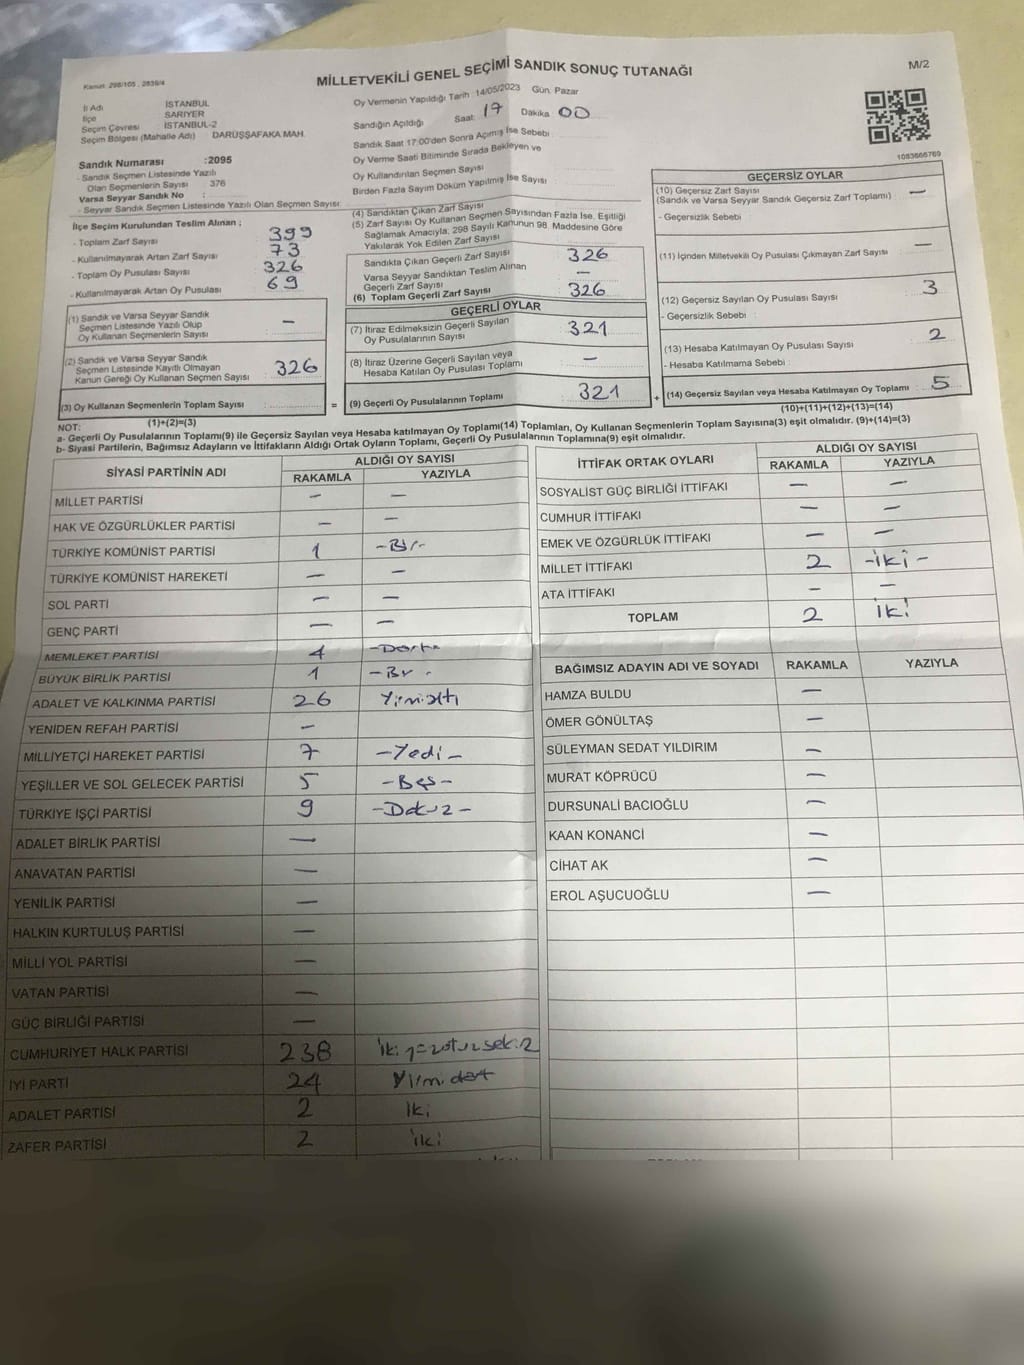 Kanun: 298/105 , 2839/4
MİLLETVEKİLİ GENEL SEÇİMİ SANDIK SONUÇ TUTANAĞI
M/2
İl Adı : İSTANBUL
İlçe : SARIYER
Seçim Çevresi : İSTANBUL-2
Seçim Bölgesi (Mahalle Adı) : DARÜŞŞAFAKA MAH.
Sandık Numarası :2095
- Sandık Seçmen Listesinde Yazılı
Olan Seçmenlerin Sayısı : 376
Varsa Seyyar Sandık No :
- Seyyar Sandık Listesinde Yazılı Olan Seçmen Sayısı :
Oy Vermenin Yapıldığı Tarih :14/05/2023 Gün: Pazar
Sandığın Açıldığı Saat: 17 Dakika 00
Sandık Saat 17:00'den Sonra Açımış İse Sebebi :
Oy Verme Saati Bitiminde Sırada Bekleyen ve
Oy Kullandırılan Seçmen Sayısı
Birden Fazla Sayım Döküm Yapılmış İse Sayısı :
1083666769
İlçe Seçim Kurulundan Teslim Alınan ;
- Toplam Zarf Sayısı 399
- Kullanılmayarak Artan Zarf Sayısı : 73
- Toplam Oy Pusulası Sayısı 326
- Kullanılmayarak Artan Oy Pusulası 69
(1) Sandık ve Varsa Seyyar Sandık
Seçmen Listesinde Yazılı Olup
Oy Kullanan Seçmenlerin Sayısı –
(2) Sandık ve Varsa Seyyar Sandık
Seçmen Listesinde Kayıtlı Olmayan
Kanun Gereği Oy Kullanan Seçmen Sayısı 326
(3) Oy Kullanan Seçmenlerin Toplam Sayısı =
(1)+(2)=(3)
(4) Sandıktan Çıkan Zarf Sayısı
(5) Zarf Sayısı Oy Kullanan Seçmen Sayısından Fazla İse, Eşitliği
Sağlamak Amacıyla, 298 Sayılı Kanunun 98. Maddesine Göre
Yakılarak Yok Edilen Zarf Sayısı
Sandıkta Çıkan Geçerli Zarf Sayısı 326
Varsa Seyyar Sandıktan Teslim Alınan
Geçerli Zarf Sayısı –
(6) Toplam Geçerli Zarf Sayısı 326
GEÇERLİ OYLAR
(7) İtiraz Edilmeksizin Geçerli Sayılan
Oy Pusulalarının Sayısı 321
(8) İtiraz Üzerine Geçerli Sayılan veya
Hesaba Katılan Oy Pusulası Toplamı –
(9) Geçerli Oy Pusulalarının Toplamı 321 +
GEÇERSİZ OYLAR
(10) Geçersiz Zarf Sayısı
(Sandık ve Varsa Seyyar Sandık Geçersiz Zarf Toplamı) : –
- Geçersizlik Sebebi :
(11) İçinden Milletvekili Oy Pusulası Çıkmayan Zarf Sayısı –
(12) Geçersiz Sayılan Oy Pusulası Sayısı 3
- Geçersizlik Sebebi :
(13) Hesaba Katılmayan Oy Pusulası Sayısı 2
- Hesaba Katılmama Sebebi :
(14) Geçersiz Sayılan veya Hesaba Katılmayan Oy Toplamı : 5
(10)+(11)+(12)+(13)=(14)
NOT:
a- Geçerli Oy Pusulalarının Toplamı(9) ile Geçersiz Sayılan veya Hesaba katılmayan Oy Toplamı(14) Toplamları, Oy Kullanan Seçmenlerin Toplam Sayısına(3) eşit olmalıdır. (9)+(14)=(3)
b- Siyasi Partilerin, Bağımsız Adayların ve İttifakların Aldığı Ortak Oyların Toplamı, Geçerli Oy Pusulalarının Toplamına(9) eşit olmalıdır.
SİYASİ PARTİNİN ADI ALDIĞI OY SAYISI
RAKAMLA YAZIYLA
MİLLET PARTİSİ – –
HAK VE ÖZGÜRLÜKLER PARTİSİ – –
TÜRKİYE KOMÜNİST PARTİSİ 1 -Bir-
TÜRKİYE KOMÜNİST HAREKETİ – –
SOL PARTİ – –
GENÇ PARTİ – –
MEMLEKET PARTİSİ 4
BÜYÜK BİRLİK PARTİSİ 1 -Bir-
ADALET VE KALKINMA PARTİSİ 26 Yirmialtı
YENİDEN REFAH PARTİSİ –
MİLLİYETÇİ HAREKET PARTİSİ 7 -Yedi-
YEŞİLLER VE SOL GELECEK PARTİSİ 5 -Beş-
TÜRKİYE İŞÇİ PARTİSİ 9 -Dokuz-
ADALET BİRLİK PARTİSİ –
ANAVATAN PARTİSİ –
YENİLİK PARTİSİ –
HALKIN KURTULUŞ PARTİSİ –
MİLLİ YOL PARTİSİ –
VATAN PARTİSİ –
GÜÇ BİRLİĞİ PARTİSİ –
CUMHURİYET HALK PARTİSİ 238 ikiyüzotuzsekiz
İYİ PARTİ 24 Yirmidört
ADALET PARTİSİ 2 iki
ZAFER PARTİSİ 2 iki
İTTİFAK ORTAK OYLARI ALDIĞI OY SAYISI
RAKAMLA YAZIYLA
SOSYALİST GÜÇ BİRLİĞİ İTTİFAKI – –
CUMHUR İTTİFAKI – –
EMEK VE ÖZGÜRLÜK İTTİFAKI – –
MİLLET İTTİFAKI 2 -iki-
ATA İTTİFAKI – –
TOPLAM 2 iki
BAĞIMSIZ ADAYIN ADI VE SOYADI RAKAMLA YAZIYLA
HAMZA BULDU –
ÖMER GÖNÜLTAŞ –
SÜLEYMAN SEDAT YILDIRIM –
MURAT KÖPRÜCÜ –
DURSUNALİ BACIOĞLU –
KAAN KONANCİ –
CİHAT AK –
EROL AŞUCUOĞLU –